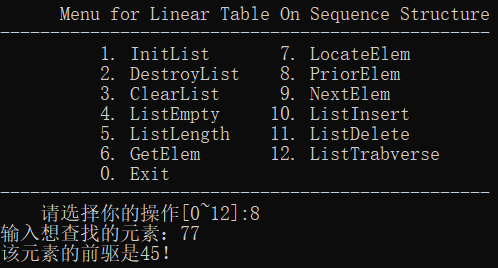 Menu for Linear Table On Sequence Structure
-------------------------------------------------
1. InitList 7. LocateElem
2. DestroyList 8. PriorElem
3. ClearList 9. NextElem
4. ListEmpty 10. ListInsert
5. ListLength 11. ListDelete
6. GetElem 12. ListTrabverse
0. Exit
-------------------------------------------------
请选择你的操作[0~12]:8
输入想查找的元素：77
该元素的前驱是45！